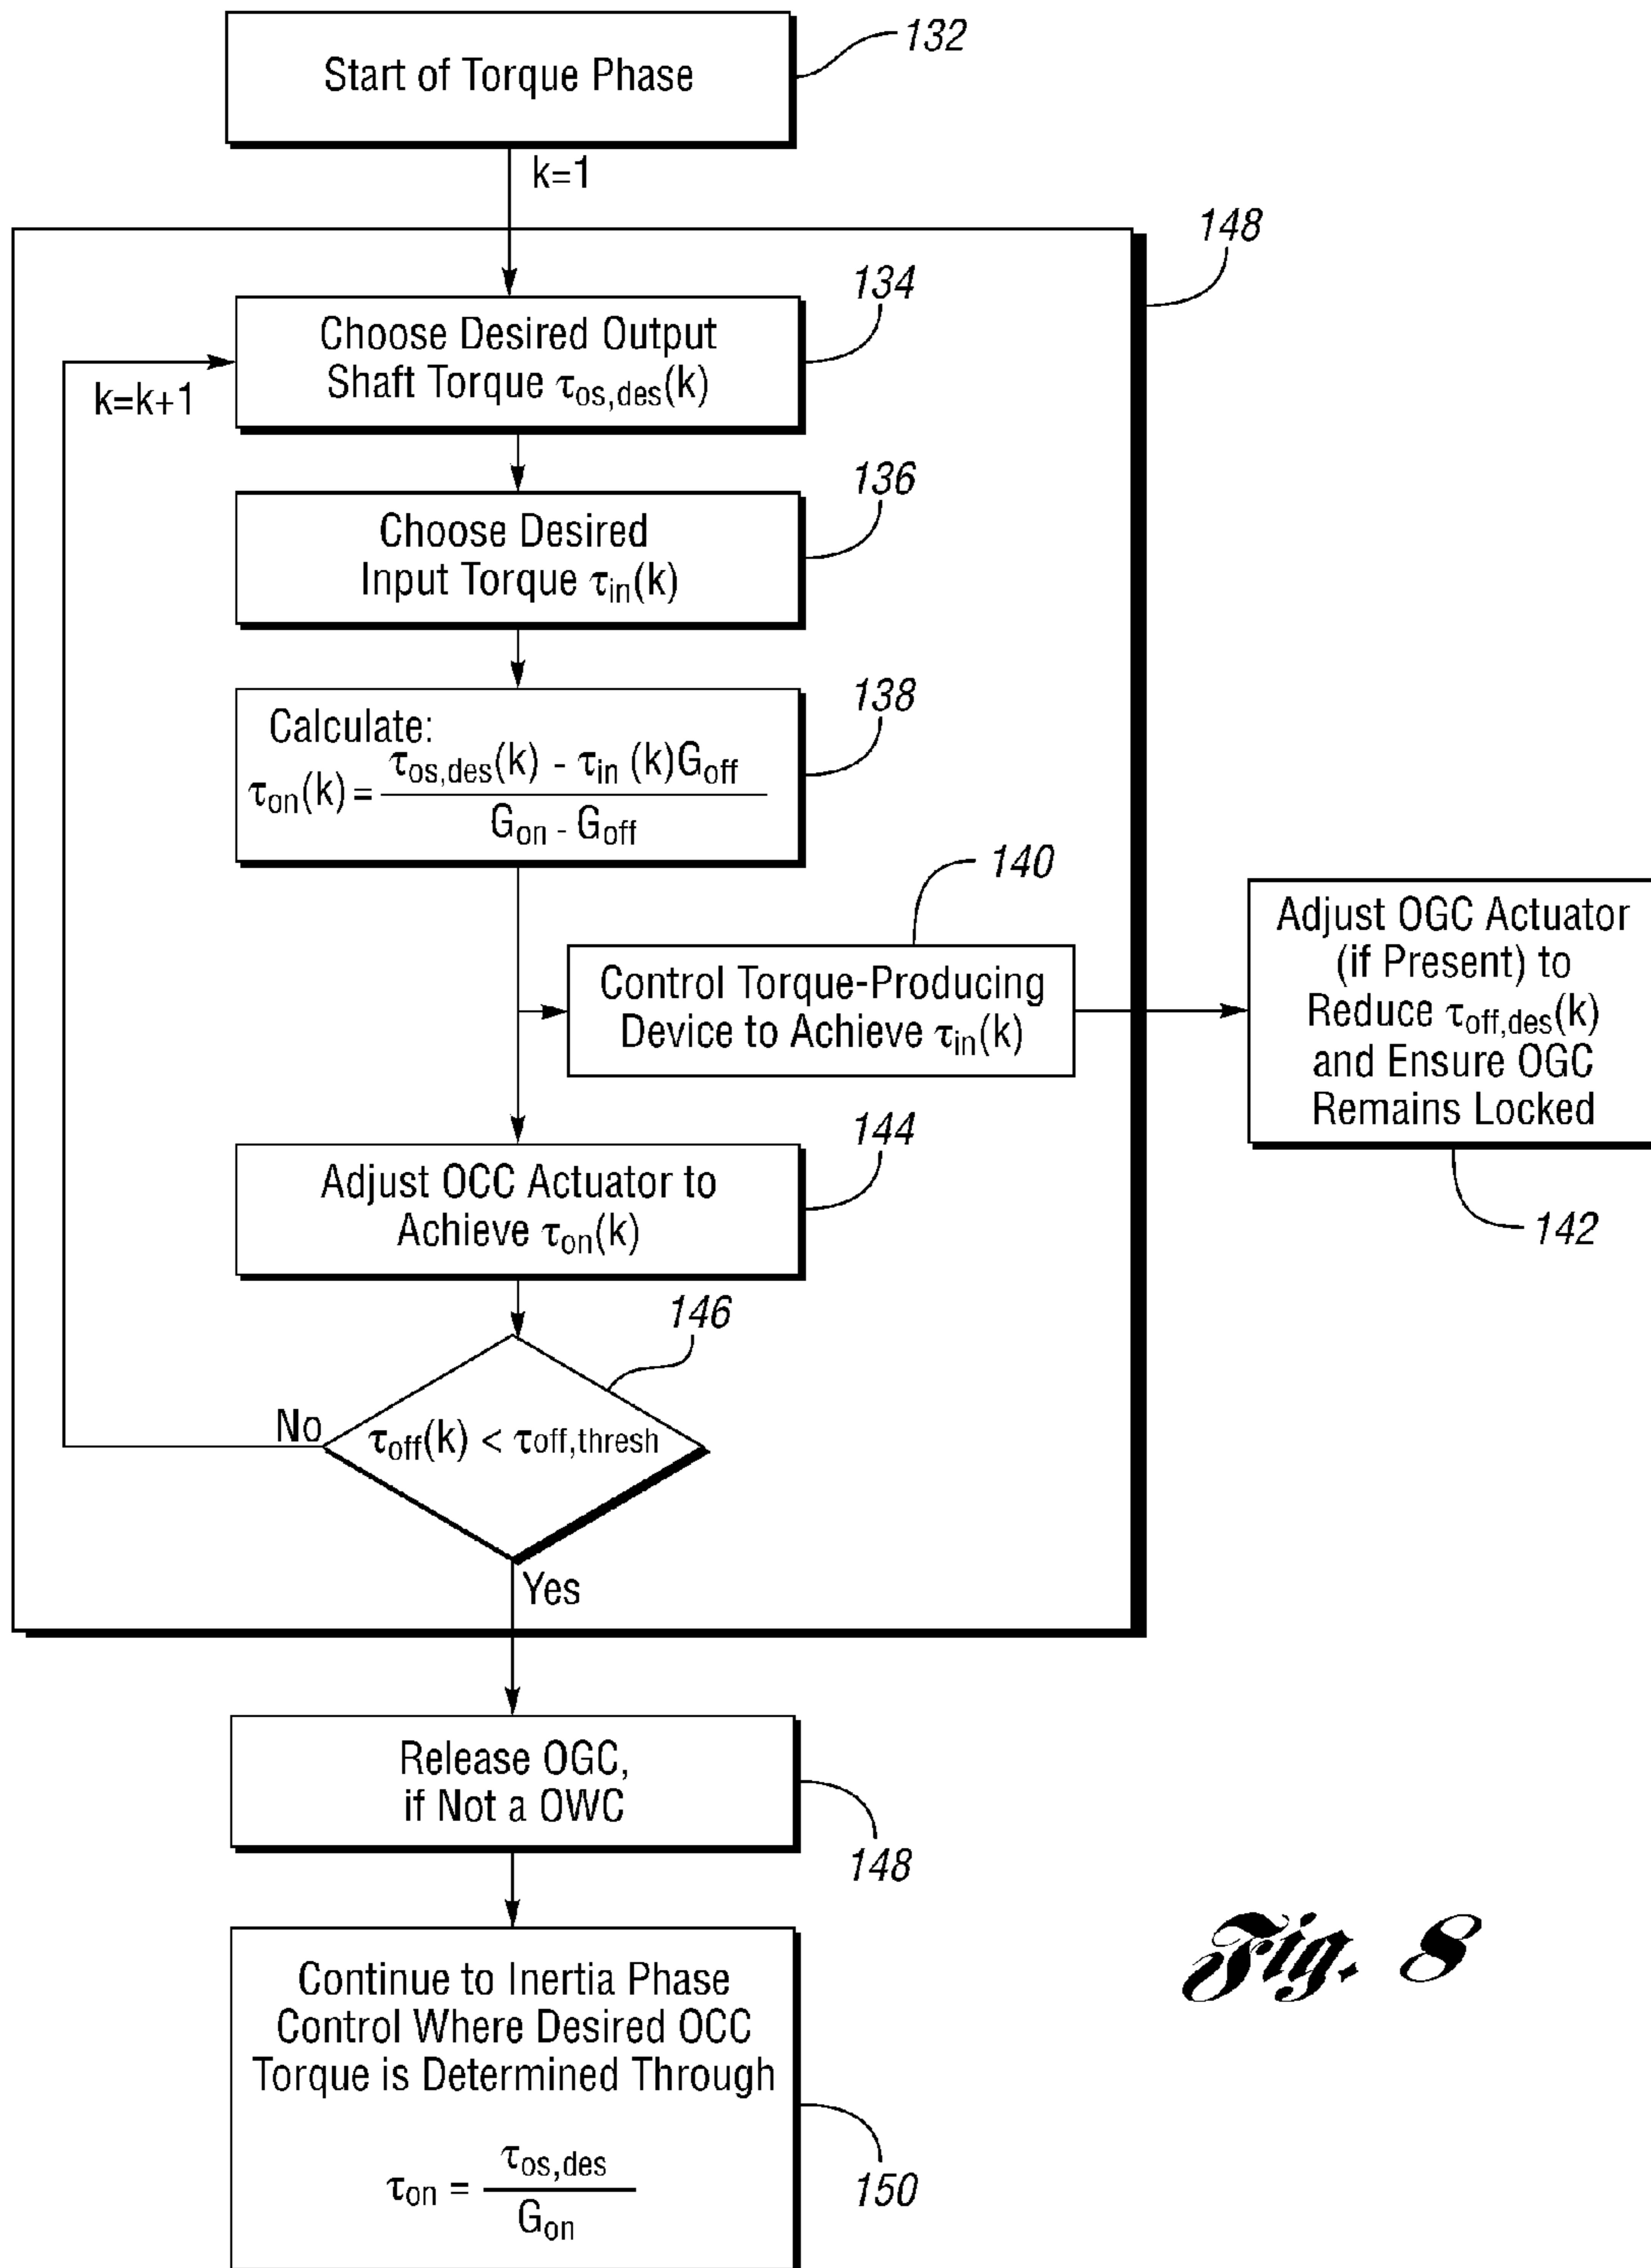 Start of Torque Phase
132
k=1
148
Choose Desired Output
Shaft Torque τos,des(k)
134
k=k+1
Choose Desired
Input Torque τin(k)
136
Calculate:
τon(k) = τos,des(k) - τin (k)Goff / Gon - Goff
138
140
Control Torque-Producing
Device to Achieve τin(k)
Adjust OGC Actuator
(if Present) to
Reduce τoff,des(k)
and Ensure OGC
Remains Locked
142
Adjust OCC Actuator to
Achieve τon(k)
144
146
No
τoff(k) < τoff,thresh
Yes
Release OGC,
if Not a OWC
148
Continue to Inertia Phase
Control Where Desired OCC
Torque is Determined Through
τon = τos,des / Gon
150
Fig. 8